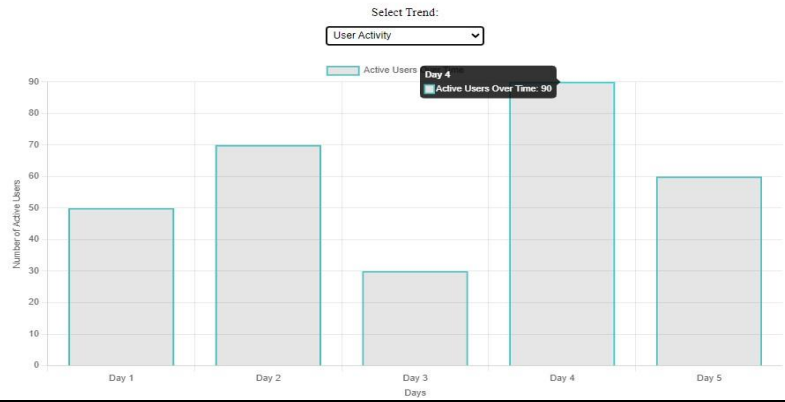 Select Trend:
User Activity
Active Users Over Time
Day 4
Active Users Over Time: 90
90
80
70
60
50
40
30
20
10
0
Number of Active Users
Day 1 Day 2 Day 3 Day 4 Day 5
Days